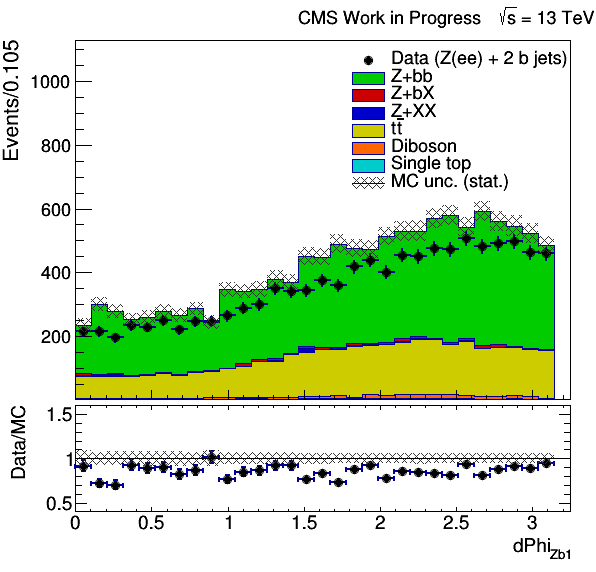 CMS Work in Progress √s = 13 TeV
Events/0.105
1000
800
600
400
200
Data (Z(ee) + 2 b jets)
Z+bb
Z+bX
Z+XX
tt̄
Diboson
Single top
MC unc. (stat.)
Data/MC
1.5
1
0.5
0 0.5 1 1.5 2 2.5 3
dPhiZb1